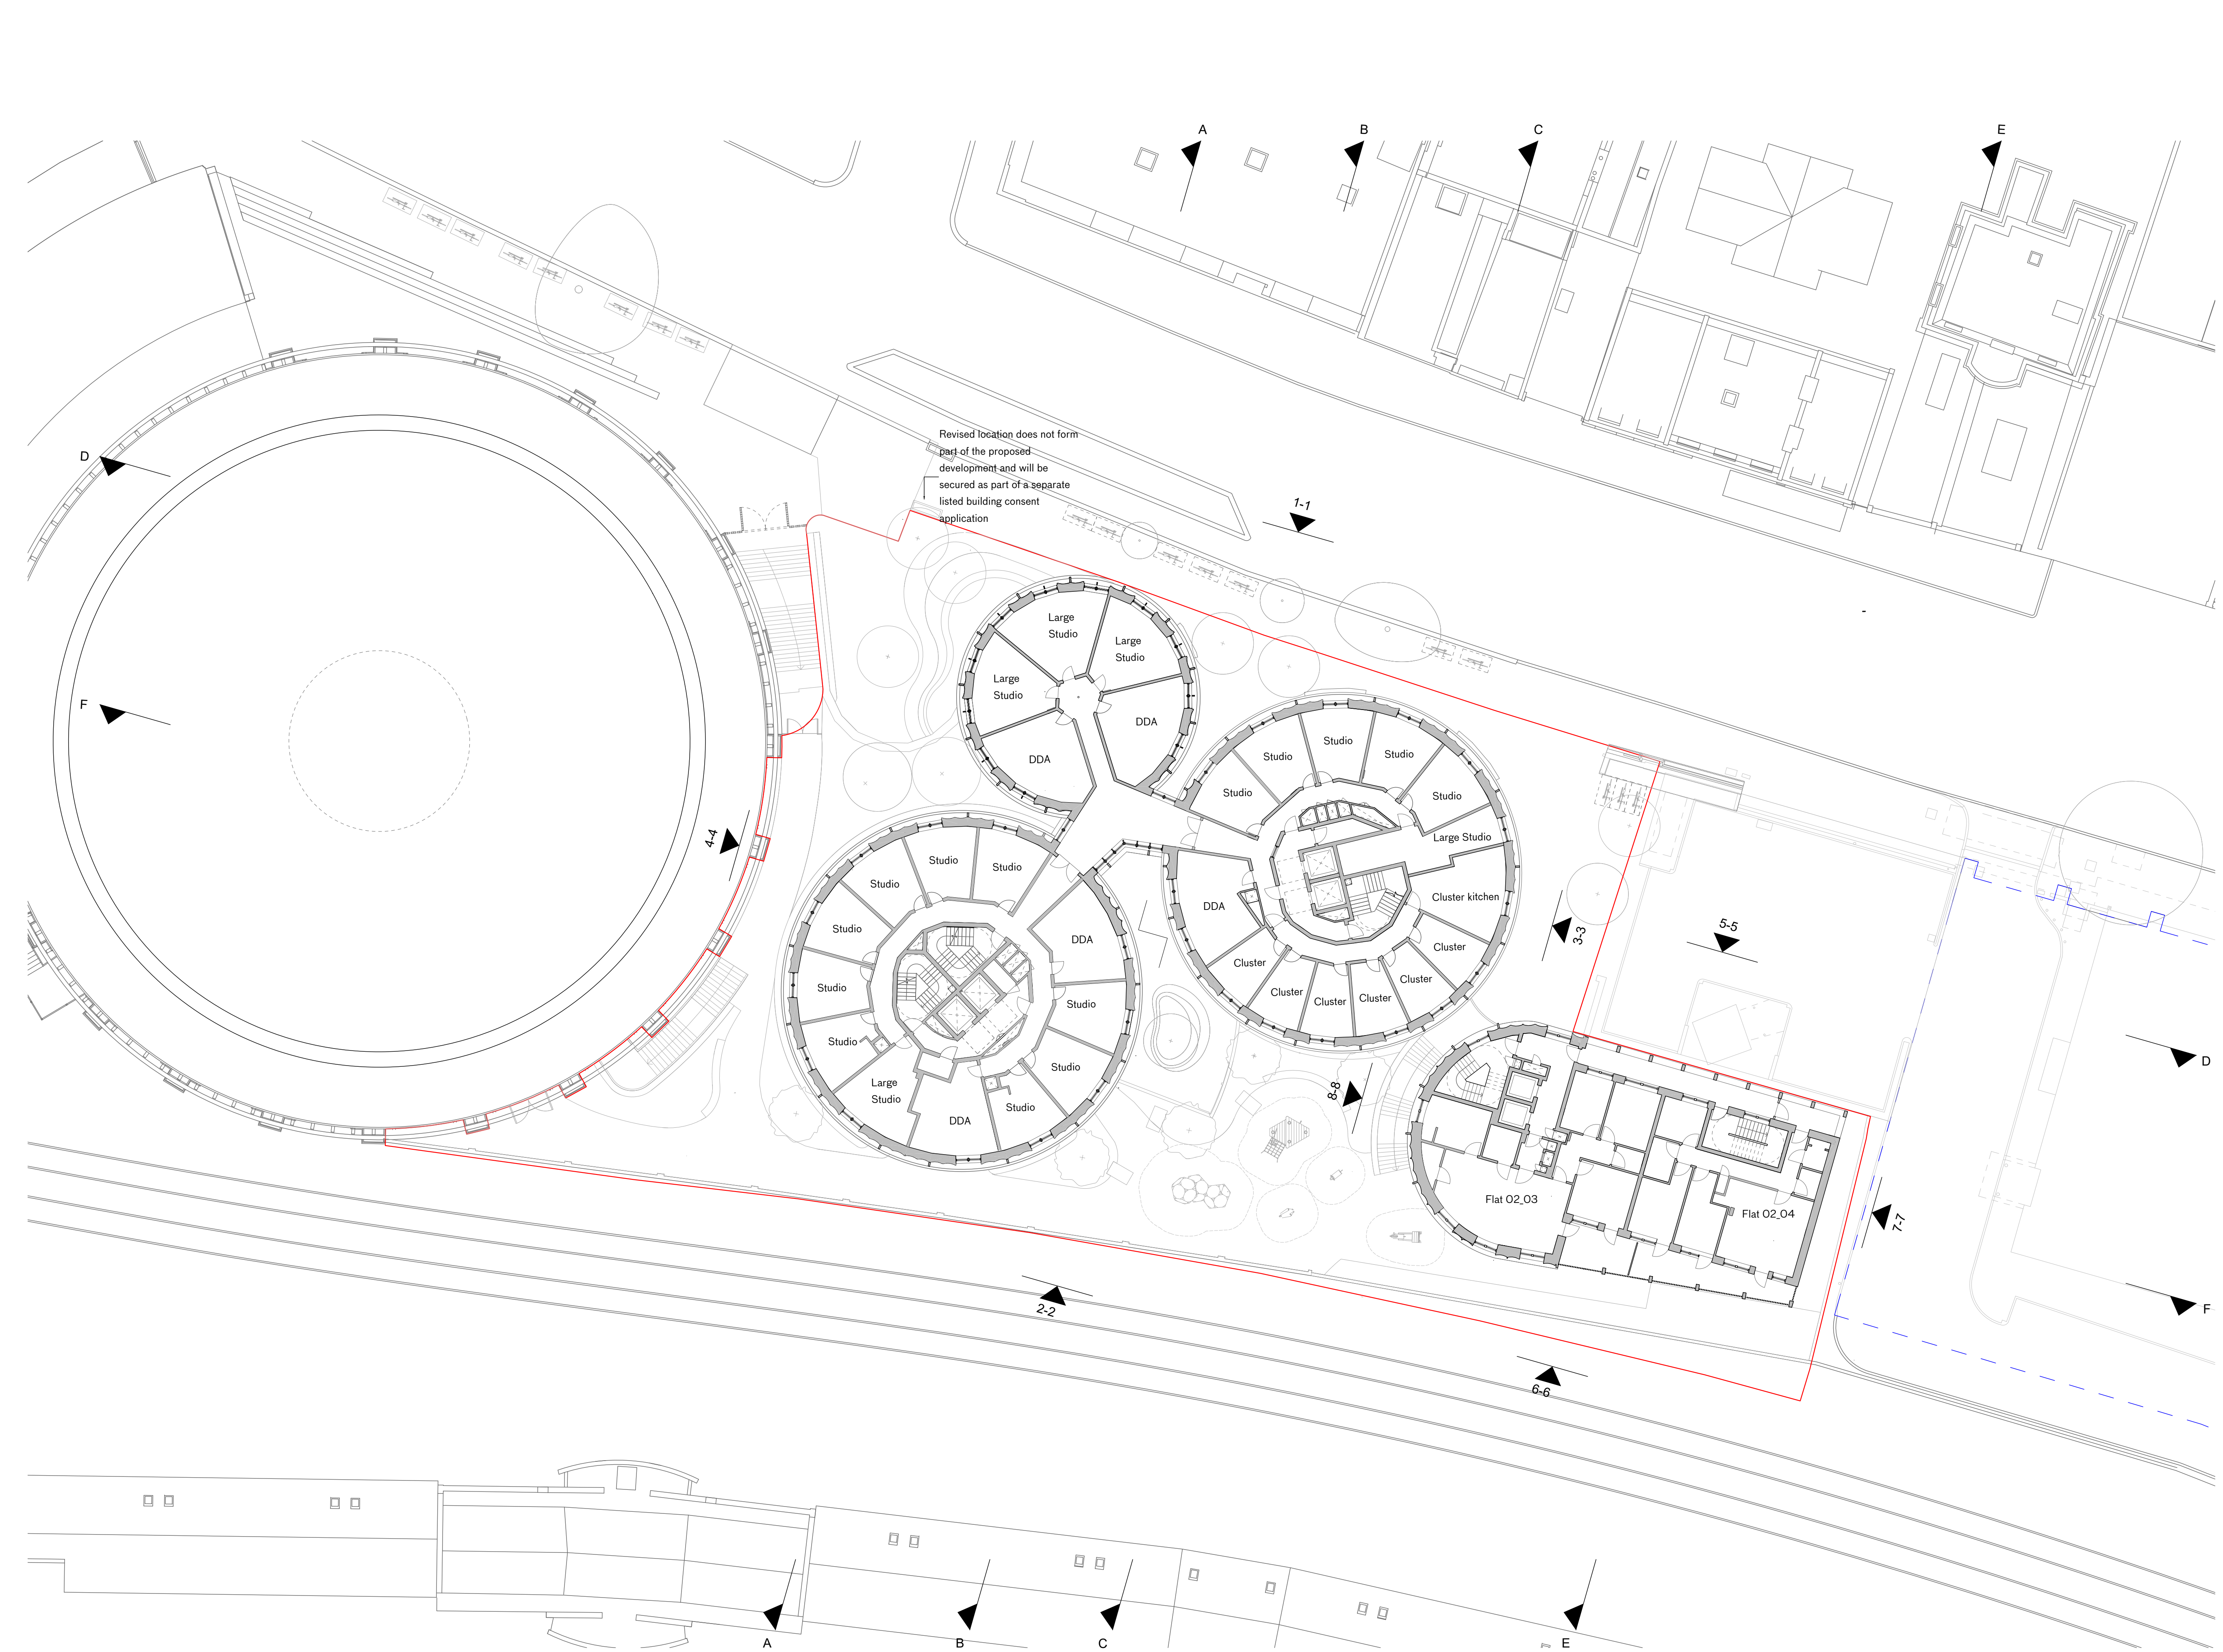 A
B
C
E
D
Revised location does not form
part of the proposed
development and will be
secured as part of a separate
listed building consent
application
1-1
Large
Studio
Large
Studio
Large
Studio
DDA
DDA
F
Studio
Studio
Studio
Studio
Studio
Large Studio
Cluster kitchen
DDA
Cluster
Cluster
Cluster
Cluster
Cluster
Cluster
4-4
Studio
Studio
Studio
Studio
Studio
Studio
Large
Studio
DDA
Studio
Studio
Studio
DDA
3-3
5-5
8-8
D
Flat 02_03
Flat 02_04
7-7
2-2
F
6-6
A
B
C
E